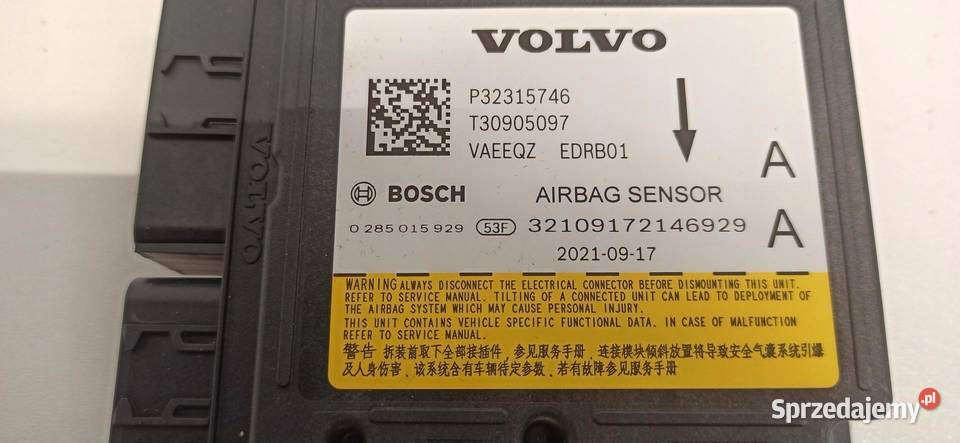 VOLVO
P32315746
T30905097
VAEEQZ EDRB01
A
BOSCH AIRBAG SENSOR
0 285 015 929 53F 32109172146929 A
2021-09-17
WARNING ALWAYS DISCONNECT THE ELECTRICAL CONNECTOR BEFORE DISMOUNTING THIS UNIT.
REFER TO SERVICE MANUAL. TILTING OF A CONNECTED UNIT CAN LEAD TO DEPLOYMENT OF
THE AIRBAG SYSTEM WHICH MAY CAUSE PERSONAL INJURY.
THIS UNIT CONTAINS VEHICLE SPECIFIC FUNCTIONAL DATA. IN CASE OF MALFUNCTION
REFER TO SERVICE MANUAL.
警告 拆装前取下全部接插件，参见服务手册，连接模块倾斜放置将导致安全气囊系统引爆
及人身伤害，该系统含有车辆特定参数，若有故障参见服务手册
VOLVO
Sprzedajemy.pl